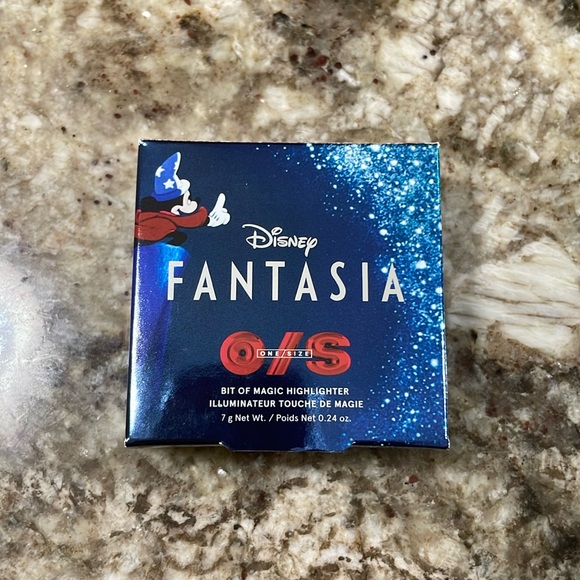 Disney
FANTASIA
O/S
ONE/SIZE
BIT OF MAGIC HIGHLIGHTER
ILLUMINATEUR TOUCHE DE MAGIE
7 g Net Wt. / Poids Net 0.24 oz.